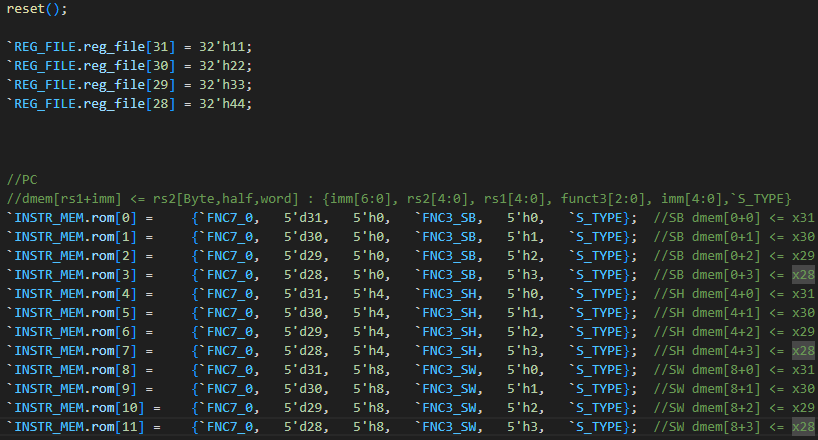 reset();
`REG_FILE.reg_file[31] = 32'h11;
`REG_FILE.reg_file[30] = 32'h22;
`REG_FILE.reg_file[29] = 32'h33;
`REG_FILE.reg_file[28] = 32'h44;
//PC
//dmem[rs1+imm] <= rs2[Byte,half,word] : {imm[6:0], rs2[4:0], rs1[4:0], funct3[2:0], imm[4:0],`S_TYPE}
`INSTR_MEM.rom[0] = {`FNC7_0, 5'd31, 5'h0, `FNC3_SB, 5'h0, `S_TYPE}; //SB dmem[0+0] <= x31
`INSTR_MEM.rom[1] = {`FNC7_0, 5'd30, 5'h0, `FNC3_SB, 5'h1, `S_TYPE}; //SB dmem[0+1] <= x30
`INSTR_MEM.rom[2] = {`FNC7_0, 5'd29, 5'h0, `FNC3_SB, 5'h2, `S_TYPE}; //SB dmem[0+2] <= x29
`INSTR_MEM.rom[3] = {`FNC7_0, 5'd28, 5'h0, `FNC3_SB, 5'h3, `S_TYPE}; //SB dmem[0+3] <= x28
`INSTR_MEM.rom[4] = {`FNC7_0, 5'd31, 5'h4, `FNC3_SH, 5'h0, `S_TYPE}; //SH dmem[4+0] <= x31
`INSTR_MEM.rom[5] = {`FNC7_0, 5'd30, 5'h4, `FNC3_SH, 5'h1, `S_TYPE}; //SH dmem[4+1] <= x30
`INSTR_MEM.rom[6] = {`FNC7_0, 5'd29, 5'h4, `FNC3_SH, 5'h2, `S_TYPE}; //SH dmem[4+2] <= x29
`INSTR_MEM.rom[7] = {`FNC7_0, 5'd28, 5'h4, `FNC3_SH, 5'h3, `S_TYPE}; //SH dmem[4+3] <= x28
`INSTR_MEM.rom[8] = {`FNC7_0, 5'd31, 5'h8, `FNC3_SW, 5'h0, `S_TYPE}; //SW dmem[8+0] <= x31
`INSTR_MEM.rom[9] = {`FNC7_0, 5'd30, 5'h8, `FNC3_SW, 5'h1, `S_TYPE}; //SW dmem[8+1] <= x30
`INSTR_MEM.rom[10] = {`FNC7_0, 5'd29, 5'h8, `FNC3_SW, 5'h2, `S_TYPE}; //SW dmem[8+2] <= x29
`INSTR_MEM.rom[11] = {`FNC7_0, 5'd28, 5'h8, `FNC3_SW, 5'h3, `S_TYPE}; //SW dmem[8+3] <= x28